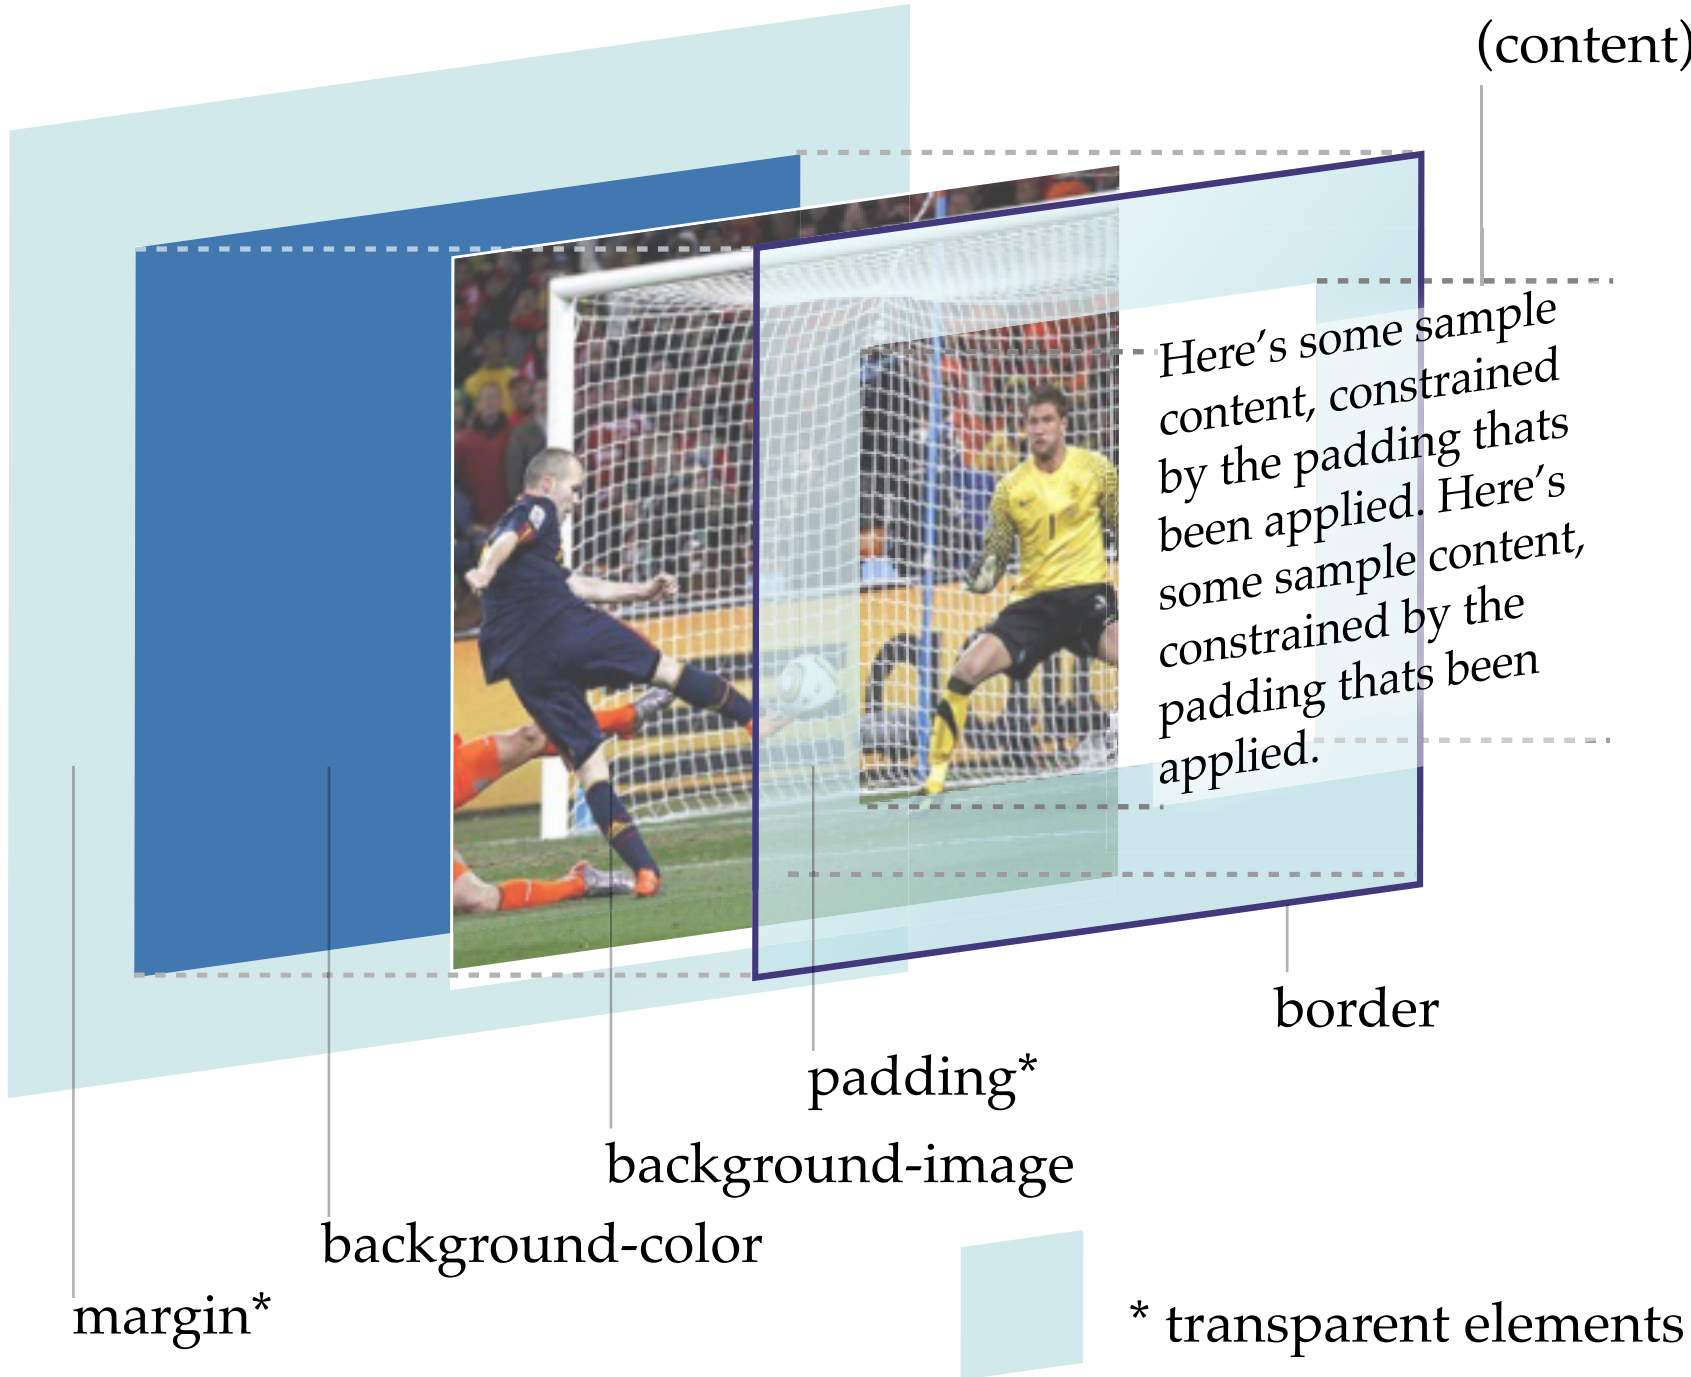 (content)
Here’s some sample
content, constrained
by the padding thats
been applied. Here’s
some sample content,
constrained by the
padding thats been
applied.
border
padding*
background-image
background-color
margin*
* transparent elements